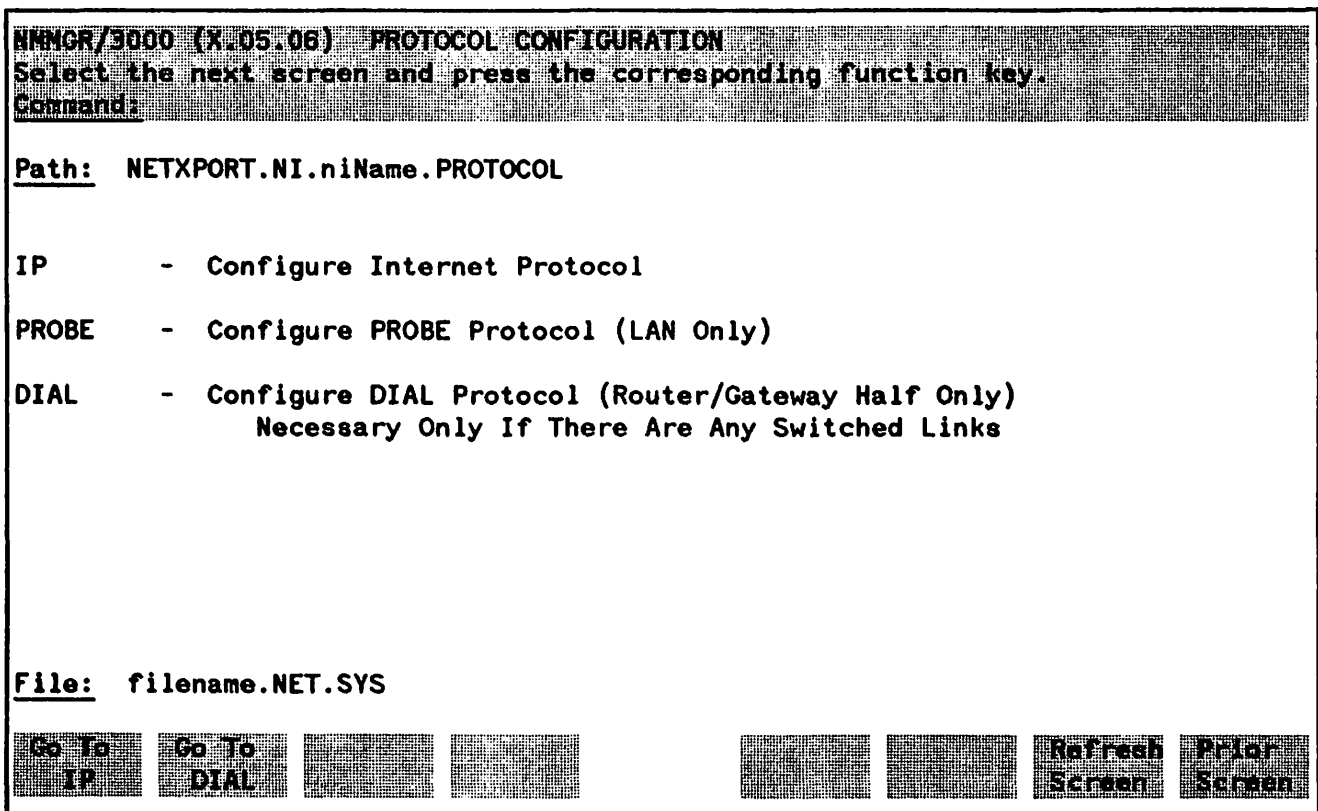 NMMGR/3000 (X.05.06) PROTOCOL CONFIGURATION
Select the next screen and press the corresponding function key.
Command:
Path: NETXPORT.NI.niName.PROTOCOL
IP - Configure Internet Protocol
PROBE - Configure PROBE Protocol (LAN Only)
DIAL - Configure DIAL Protocol (Router/Gateway Half Only)
Necessary Only If There Are Any Switched Links
File: filename.NET.SYS
Go To Go To Refresh Prior
IP DIAL Screen Screen